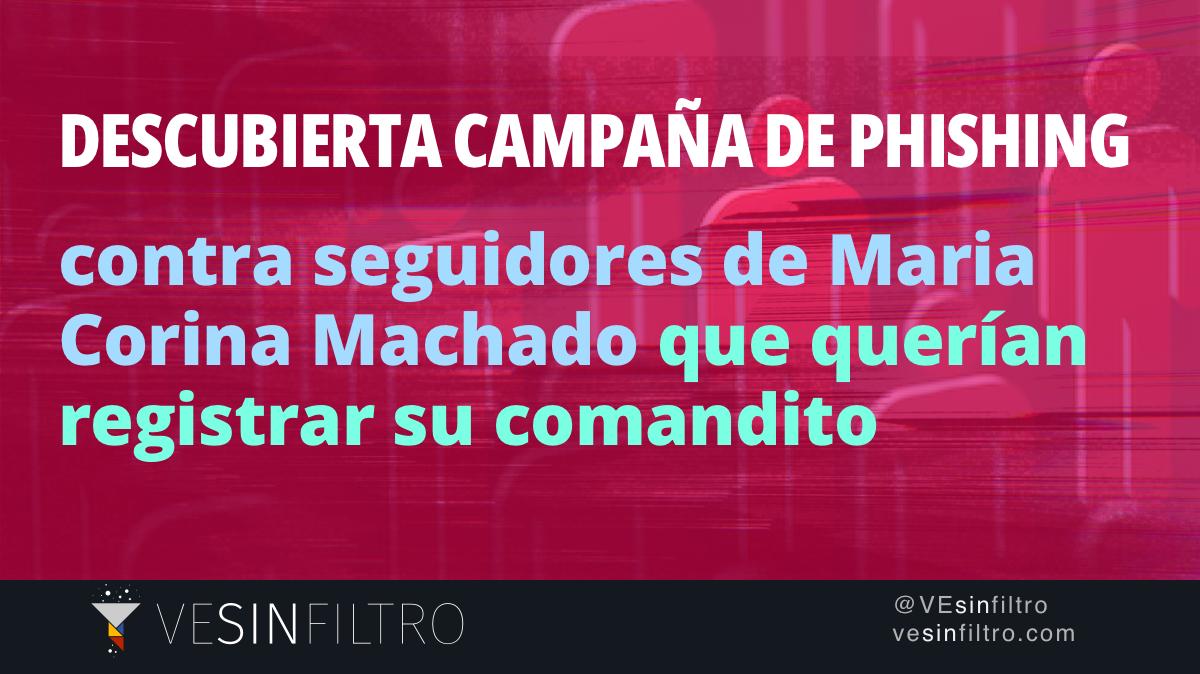 DESCUBIERTA CAMPAÑA DE PHISHING
contra seguidores de Maria
Corina Machado que querían
registrar su comandito
VESINFILTRO
@VEsinfiltro
vesinfiltro.com